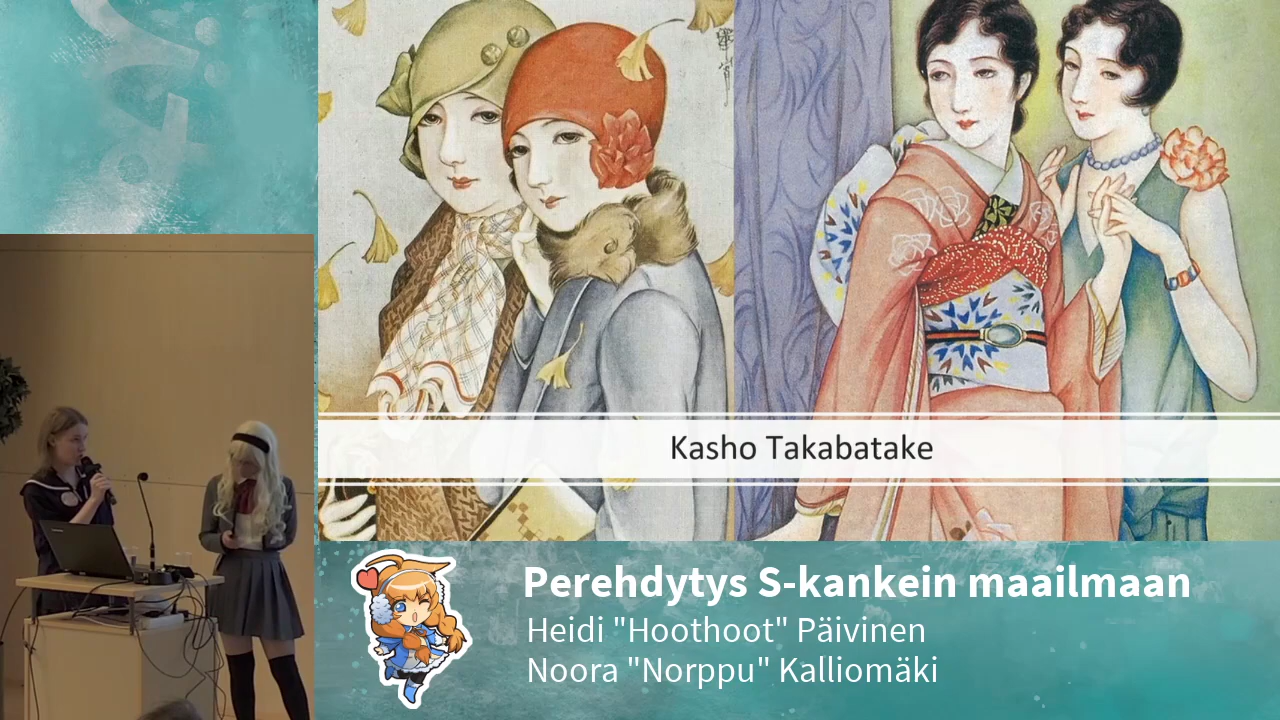 Kasho Takabatake
Perehdytys S-kankein maailmaan
Heidi "Hoothoot" Päivinen
Noora "Norppu" Kalliomäki